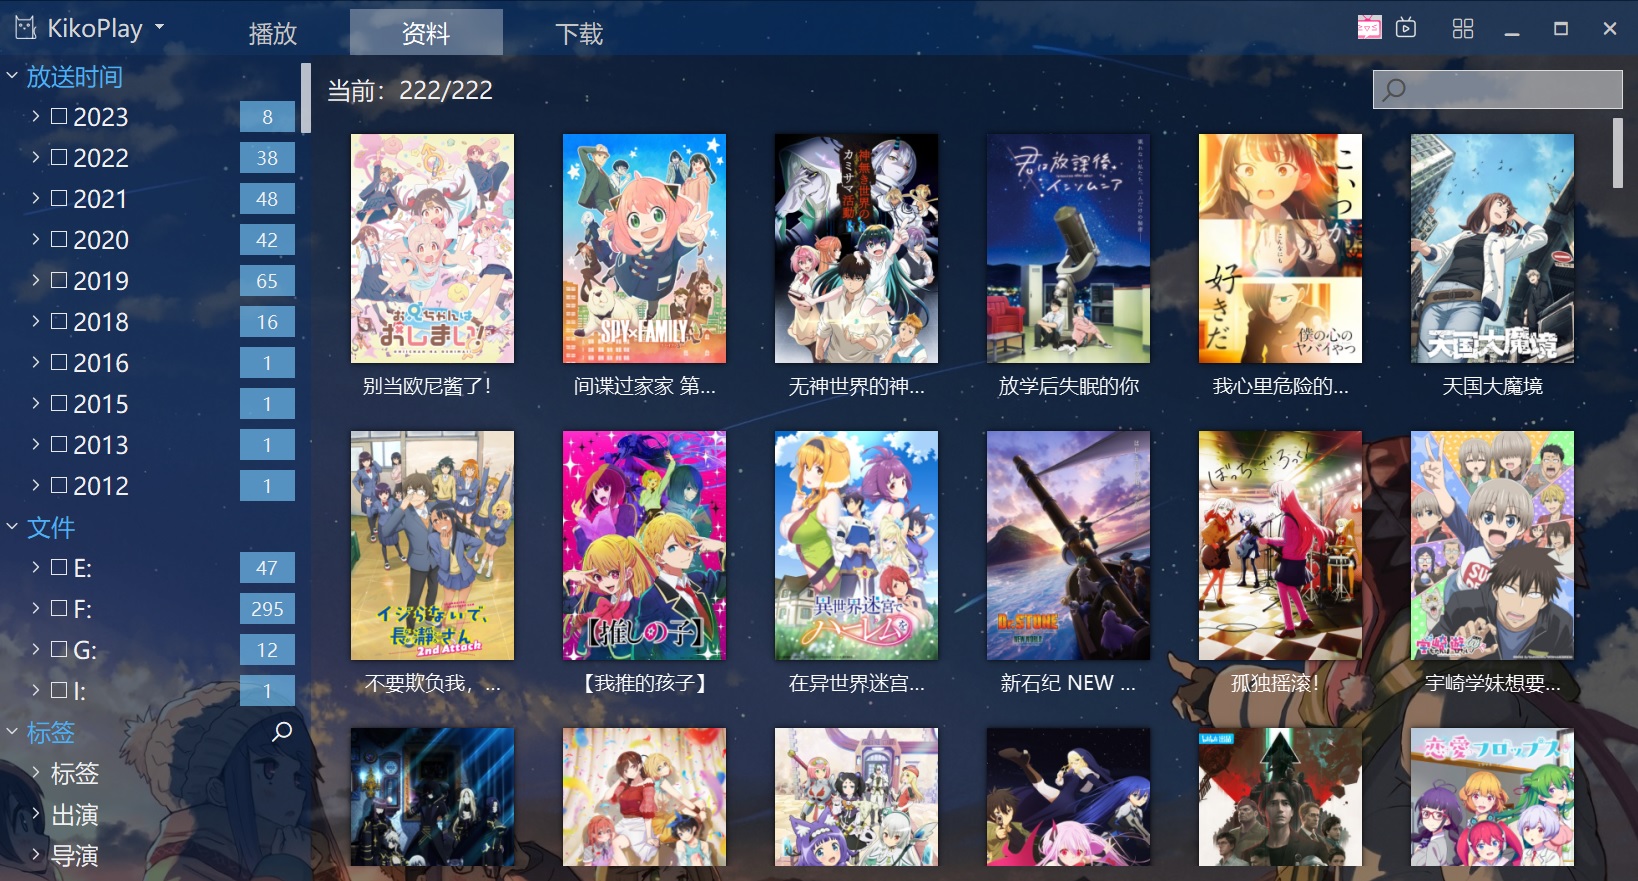 KikoPlay
播放
资料
下载
放送时间
2023 8
2022 38
2021 48
2020 42
2019 65
2018 16
2016 1
2015 1
2013 1
2012 1
文件
E: 47
F: 295
G: 12
I: 1
标签
标签
出演
导演
当前：222/222
お兄ちゃんは
おしまい!
ONIICHAN WA OSHIMAI!
别当欧尼酱了！
SPY×FAMILY
间谍过家家 第...
神無き世界の
カミサマ活動
无神世界的神...
君は放課後
インソムニア
放学后失眠的你
こいつが
こんなにも
好きだ
僕の心の
ヤバイやつ
我心里危险的...
天国大魔境
天国大魔境
イジらないで、
長瀞さん
2nd Attack
不要欺负我，...
【推しの子】
【我推的孩子】
異世界迷宮で
ハーレムを
在异世界迷宫...
Dr.STONE
NEW WORLD
新石纪 NEW ...
ぼっち・ざ・ろっく!
孤独摇滚！
宇崎学妹想要...
恋愛フロップス